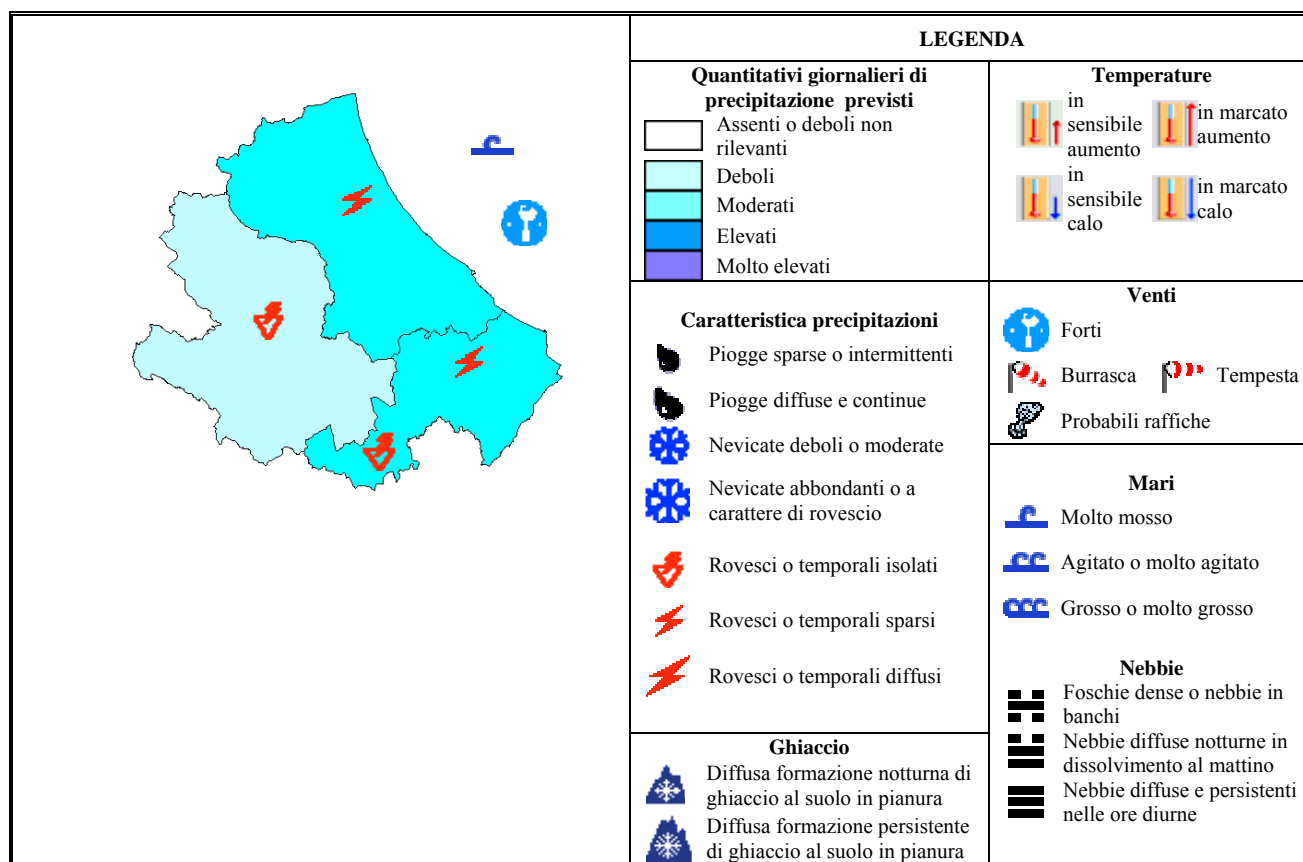 LEGENDA
Quantitativi giornalieri di
precipitazione previsti
Assenti o deboli non
rilevanti
Deboli
Moderati
Elevati
Molto elevati
Temperature
in
sensibile
aumento
in marcato
aumento
in
sensibile
calo
in marcato
calo
Caratteristica precipitazioni
Piogge sparse o intermittenti
Piogge diffuse e continue
Nevicate deboli o moderate
Nevicate abbondanti o a
carattere di rovescio
Rovesci o temporali isolati
Rovesci o temporali sparsi
Rovesci o temporali diffusi
Venti
Forti
Burrasca
Tempesta
Probabili raffiche
Mari
Molto mosso
Agitato o molto agitato
Grosso o molto grosso
Nebbie
Foschie dense o nebbie in
banchi
Nebbie diffuse notturne in
dissolvimento al mattino
Nebbie diffuse e persistenti
nelle ore diurne
Ghiaccio
Diffusa formazione notturna di
ghiaccio al suolo in pianura
Diffusa formazione persistente
di ghiaccio al suolo in pianura